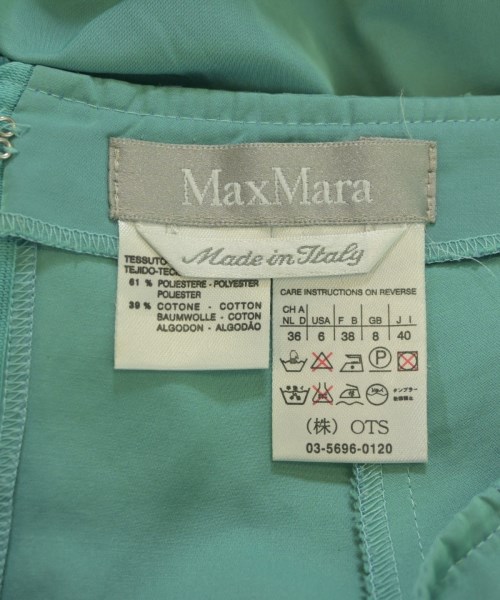 MaxMara
Made in Italy
TESSUTO
TEJIDO-TEC
61 % POLIESTERE - POLYESTER
POLIESTER
39 % COTONE - COTTON
BAUMWOLLE - COTON
ALGODON - ALGODÃO
CARE INSTRUCTIONS ON REVERSE
CH A
NL D USA F B GB J I
36 6 38 8 40
P
(株) OTS
03-5696-0120